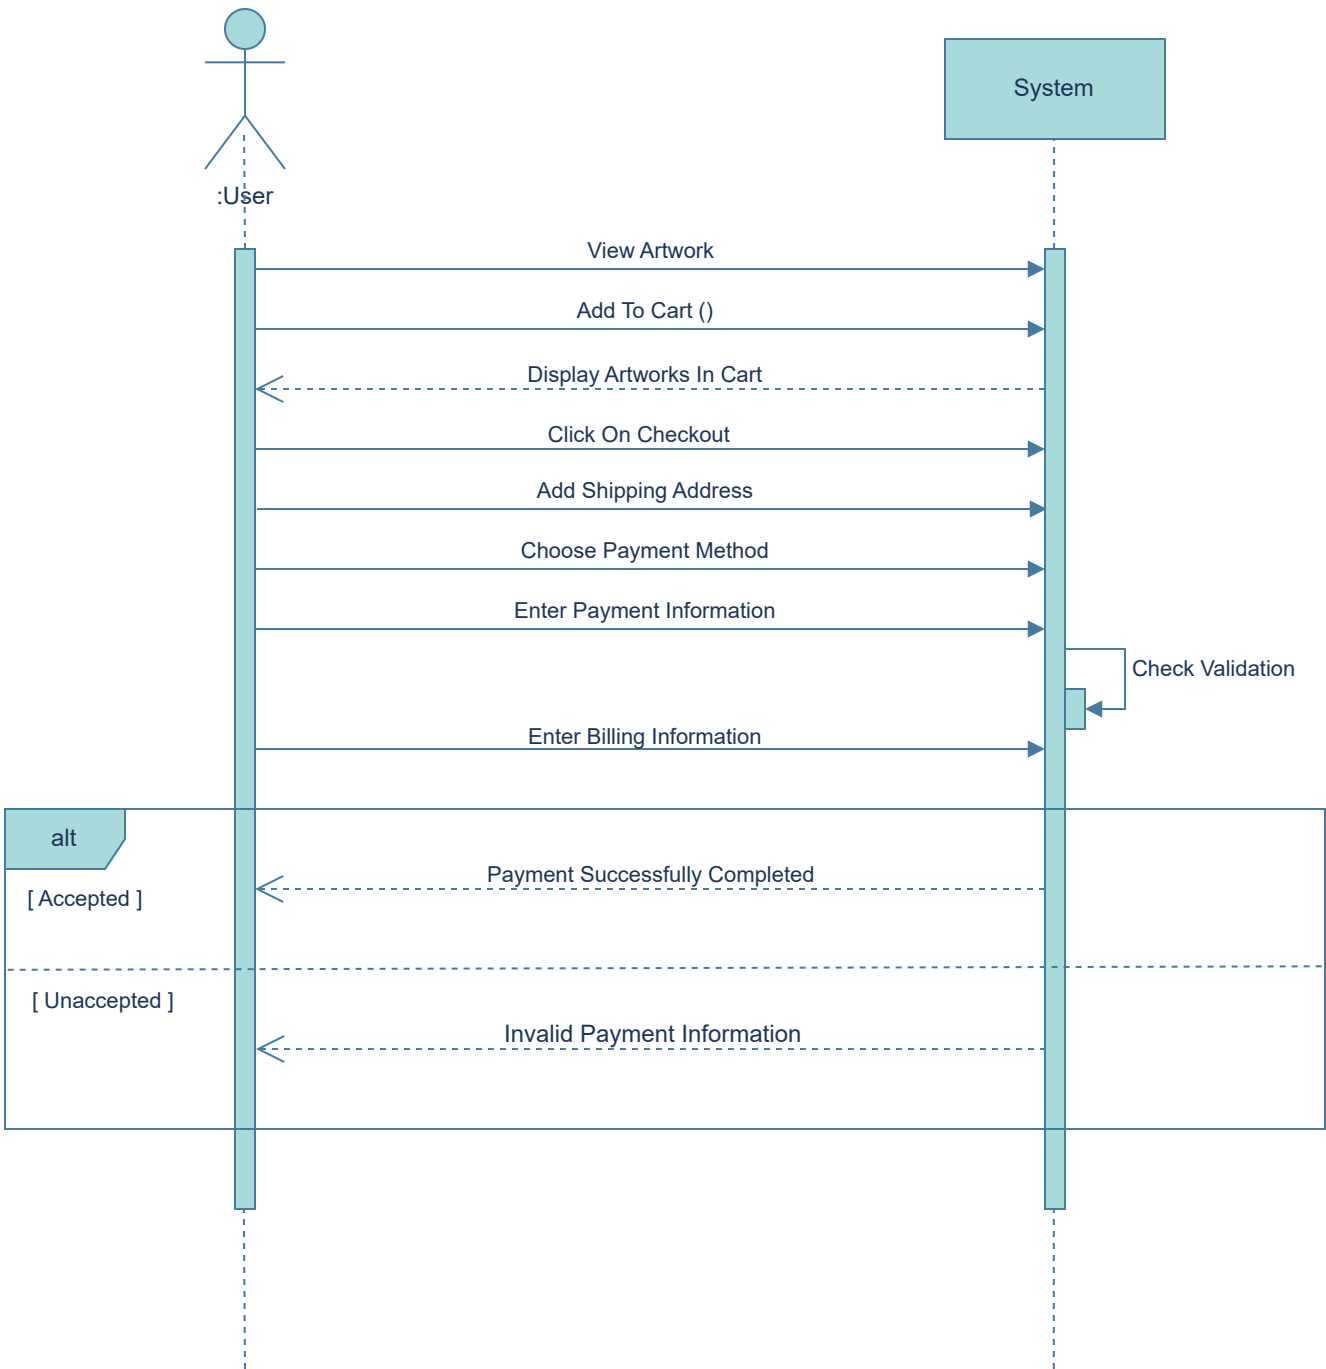 System
:User
View Artwork
Add To Cart ()
Display Artworks In Cart
Click On Checkout
Add Shipping Address
Choose Payment Method
Enter Payment Information
Check Validation
Enter Billing Information
alt
Payment Successfully Completed
[ Accepted ]
[ Unaccepted ]
Invalid Payment Information